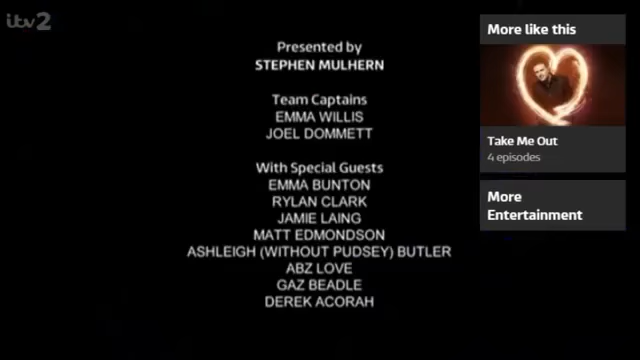 itv2
Presented by
STEPHEN MULHERN
Team Captains
EMMA WILLIS
JOEL DOMMETT
With Special Guests
EMMA BUNTON
RYLAN CLARK
JAMIE LAING
MATT EDMONDSON
ASHLEIGH (WITHOUT PUDSEY) BUTLER
ABZ LOVE
GAZ BEADLE
DEREK ACORAH
More like this
Take Me Out
4 episodes
More
Entertainment